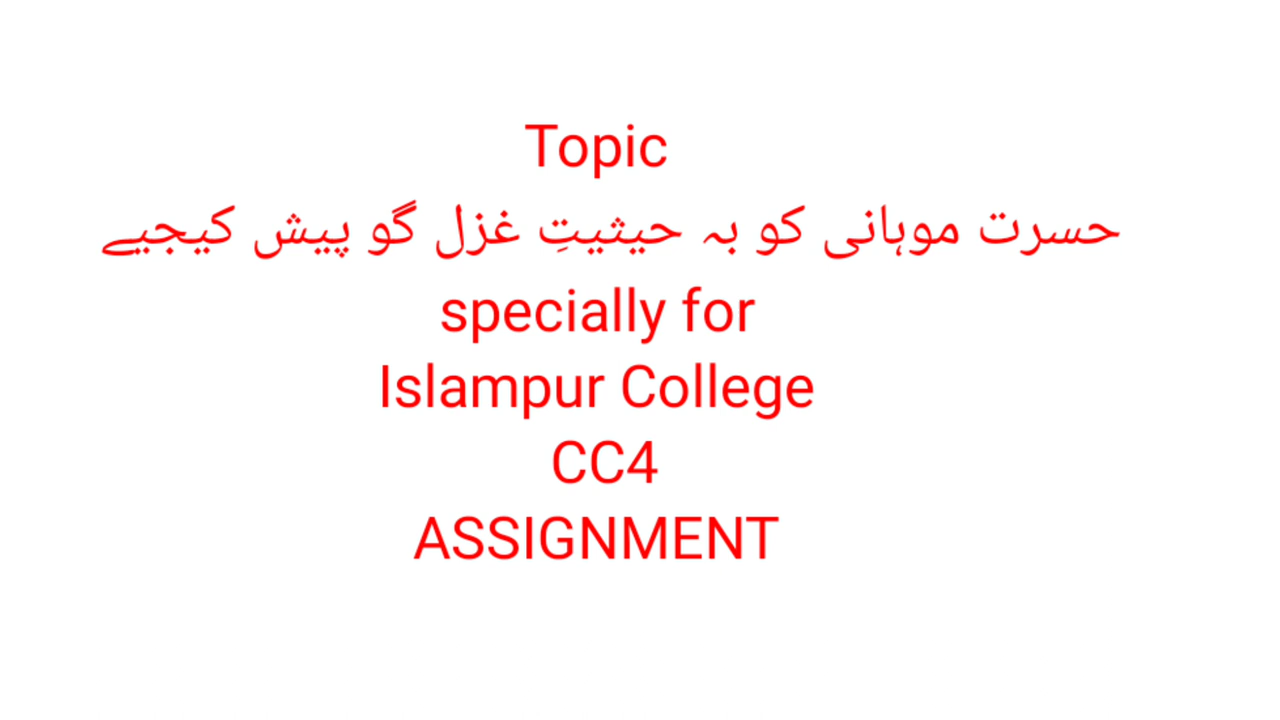 Topic
حسرت موہانی کو بہ حیثیتِ غزل گو پیش کیجیے
specially for
Islampur College
CC4
ASSIGNMENT